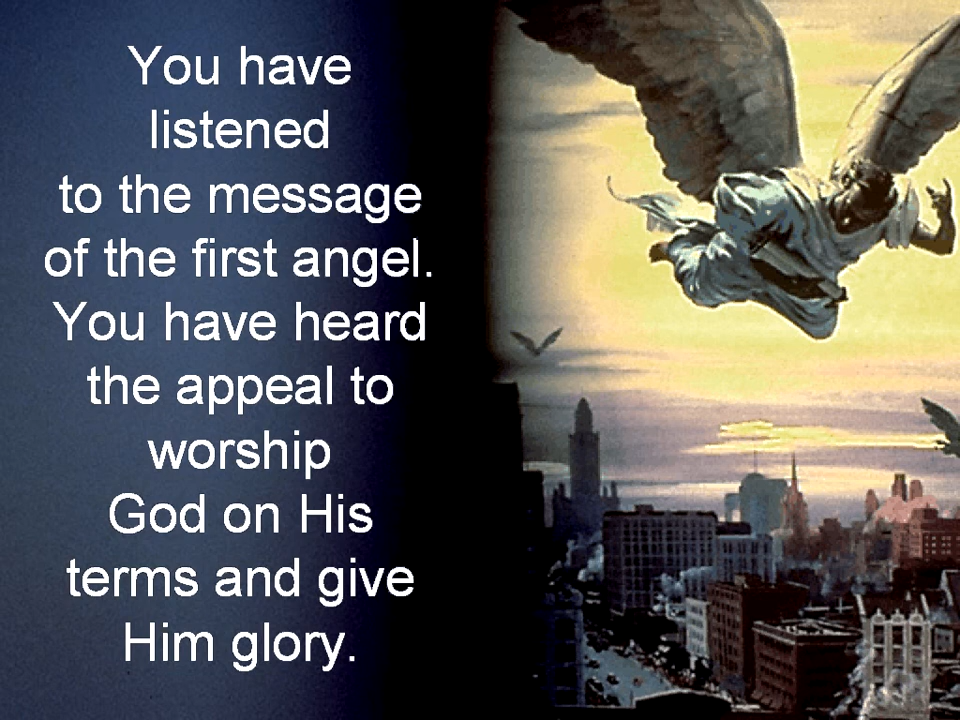 You have
listened
to the message
of the first angel.
You have heard
the appeal to
worship
God on His
terms and give
Him glory.